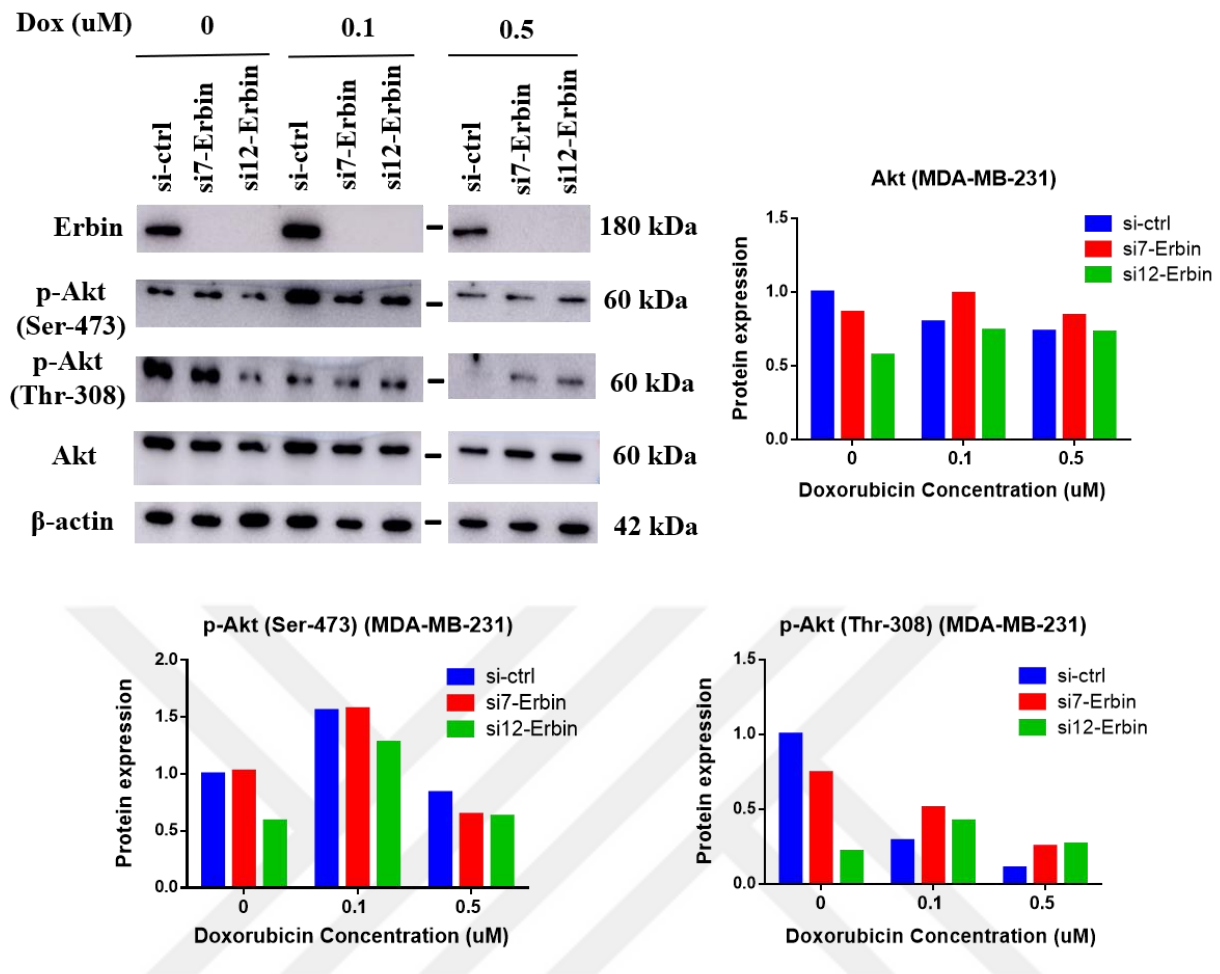 Dox (uM) 0 0.1 0.5
si-ctrl
si7-Erbin
si12-Erbin
si-ctrl
si7-Erbin
si12-Erbin
si-ctrl
si7-Erbin
si12-Erbin
Erbin 180 kDa
p-Akt
(Ser-473) 60 kDa
p-Akt
(Thr-308) 60 kDa
Akt 60 kDa
β-actin 42 kDa
Akt (MDA-MB-231)
Protein expression
1.5
1.0
0.5
0.0
si-ctrl
si7-Erbin
si12-Erbin
0 0.1 0.5
Doxorubicin Concentration (uM)
p-Akt (Ser-473) (MDA-MB-231)
Protein expression
2.0
1.5
1.0
0.5
0.0
si-ctrl
si7-Erbin
si12-Erbin
0 0.1 0.5
Doxorubicin Concentration (uM)
p-Akt (Thr-308) (MDA-MB-231)
Protein expression
1.5
1.0
0.5
0.0
si-ctrl
si7-Erbin
si12-Erbin
0 0.1 0.5
Doxorubicin Concentration (uM)